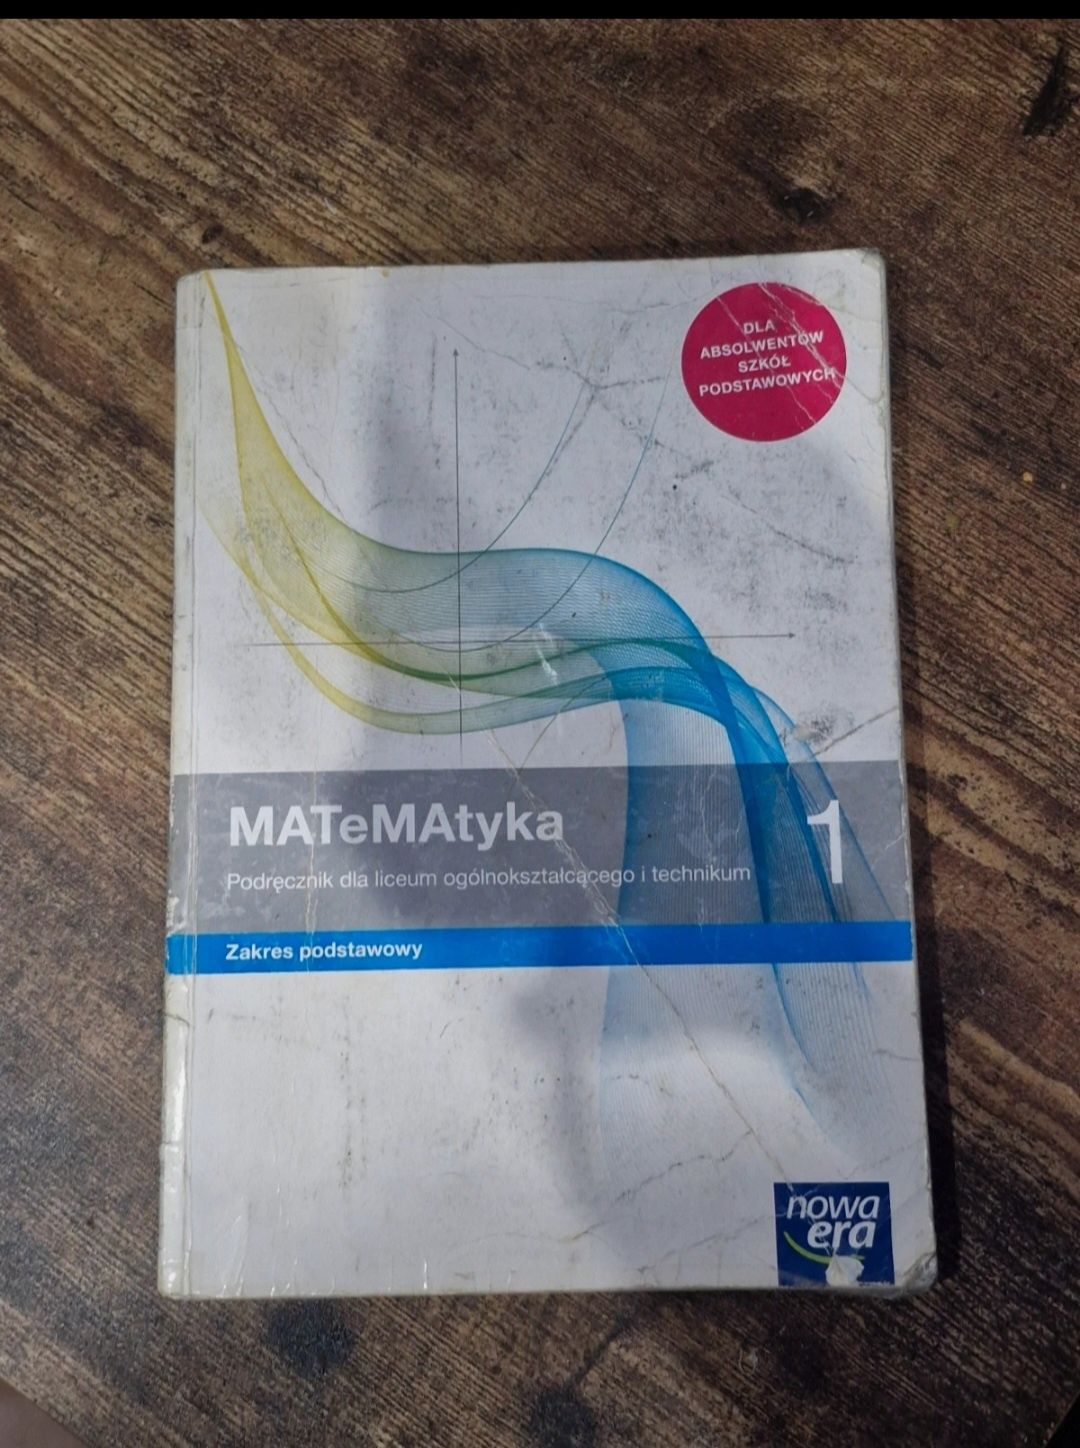 DLA
ABSOLWENTÓW
SZKÓŁ
PODSTAWOWYCH
MATeMAtyka
1
Podręcznik dla liceum ogólnokształcącego i technikum
Zakres podstawowy
nowa
era